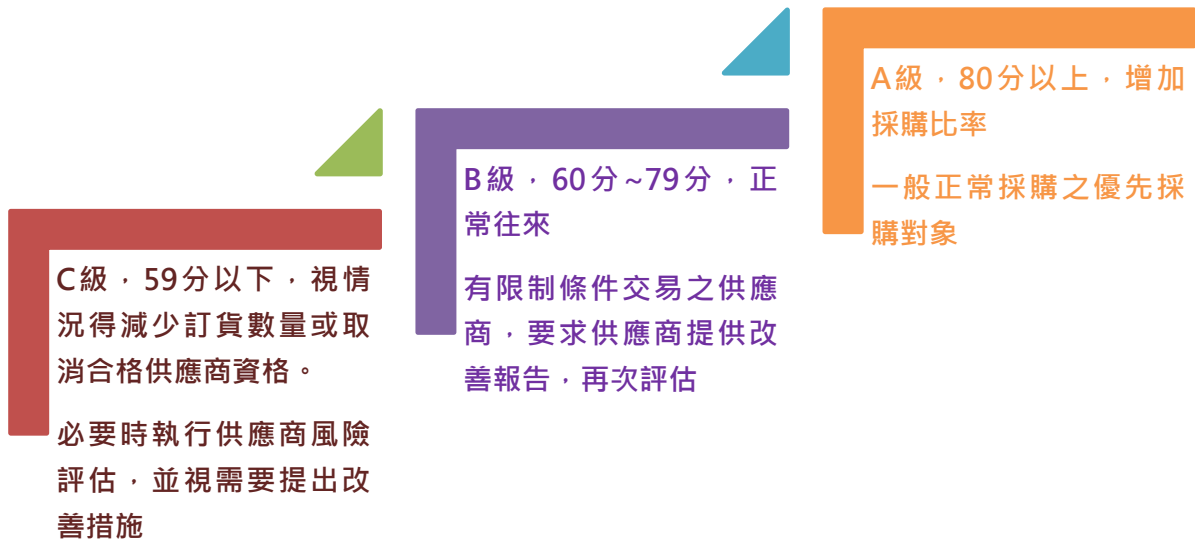 A級，80分以上，增加
採購比率
一般正常採購之優先採
購對象
B級，60分~79分，正
常往來
有限制條件交易之供應
商，要求供應商提供改
善報告，再次評估
C級，59分以下，視情
況得減少訂貨數量或取
消合格供應商資格。
必要時執行供應商風險
評估，並視需要提出改
善措施